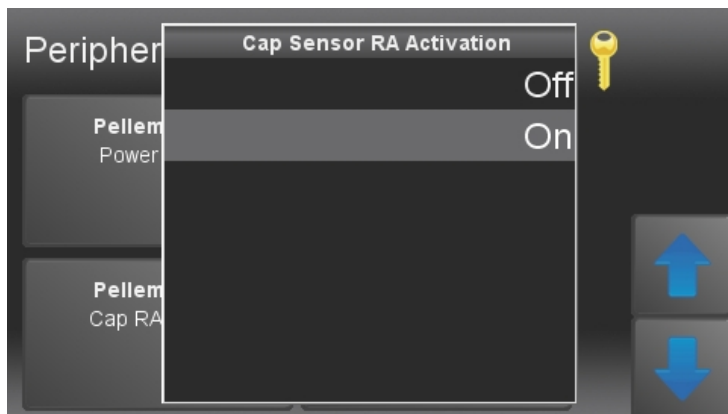 Peripher
Cap Sensor RA Activation
Off
On
Pellem
Power
Pellem
Cap RA